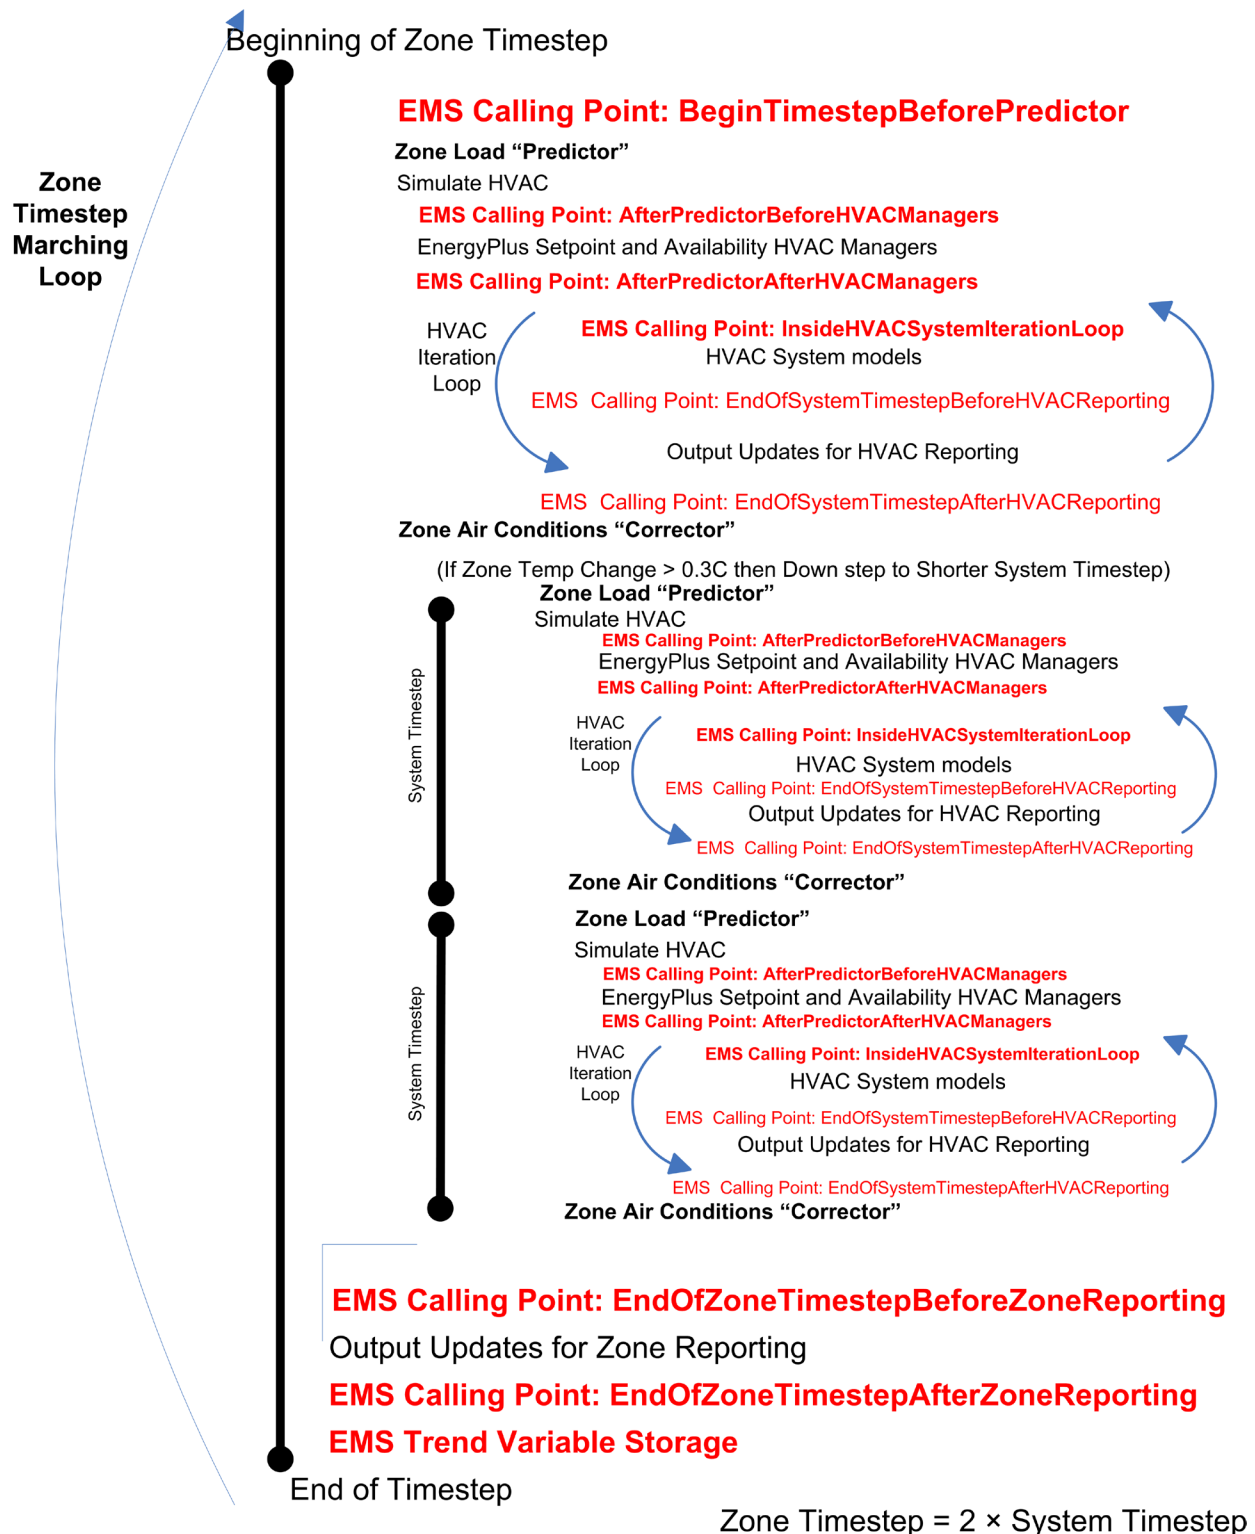 Beginning of Zone Timestep
EMS Calling Point: BeginTimestepBeforePredictor
Zone Load “Predictor”
Simulate HVAC
Zone
Timestep
Marching
Loop
EMS Calling Point: AfterPredictorBeforeHVACManagers
EnergyPlus Setpoint and Availability HVAC Managers
EMS Calling Point: AfterPredictorAfterHVACManagers
HVAC
Iteration
Loop
EMS Calling Point: InsideHVACSystemIterationLoop
HVAC System models
EMS  Calling Point: EndOfSystemTimestepBeforeHVACReporting
Output Updates for HVAC Reporting
EMS  Calling Point: EndOfSystemTimestepAfterHVACReporting
Zone Air Conditions “Corrector”
(If Zone Temp Change > 0.3C then Down step to Shorter System Timestep)
Zone Load “Predictor”
Simulate HVAC
EMS Calling Point: AfterPredictorBeforeHVACManagers
EnergyPlus Setpoint and Availability HVAC Managers
EMS Calling Point: AfterPredictorAfterHVACManagers
System Timestep
HVAC
Iteration
Loop
EMS Calling Point: InsideHVACSystemIterationLoop
HVAC System models
EMS  Calling Point: EndOfSystemTimestepBeforeHVACReporting
Output Updates for HVAC Reporting
EMS  Calling Point: EndOfSystemTimestepAfterHVACReporting
Zone Air Conditions “Corrector”
Zone Load “Predictor”
Simulate HVAC
EMS Calling Point: AfterPredictorBeforeHVACManagers
EnergyPlus Setpoint and Availability HVAC Managers
EMS Calling Point: AfterPredictorAfterHVACManagers
System Timestep
HVAC
Iteration
Loop
EMS Calling Point: InsideHVACSystemIterationLoop
HVAC System models
EMS  Calling Point: EndOfSystemTimestepBeforeHVACReporting
Output Updates for HVAC Reporting
EMS  Calling Point: EndOfSystemTimestepAfterHVACReporting
Zone Air Conditions “Corrector”
EMS Calling Point: EndOfZoneTimestepBeforeZoneReporting
Output Updates for Zone Reporting
EMS Calling Point: EndOfZoneTimestepAfterZoneReporting
EMS Trend Variable Storage
End of Timestep
Zone Timestep = 2 × System Timestep